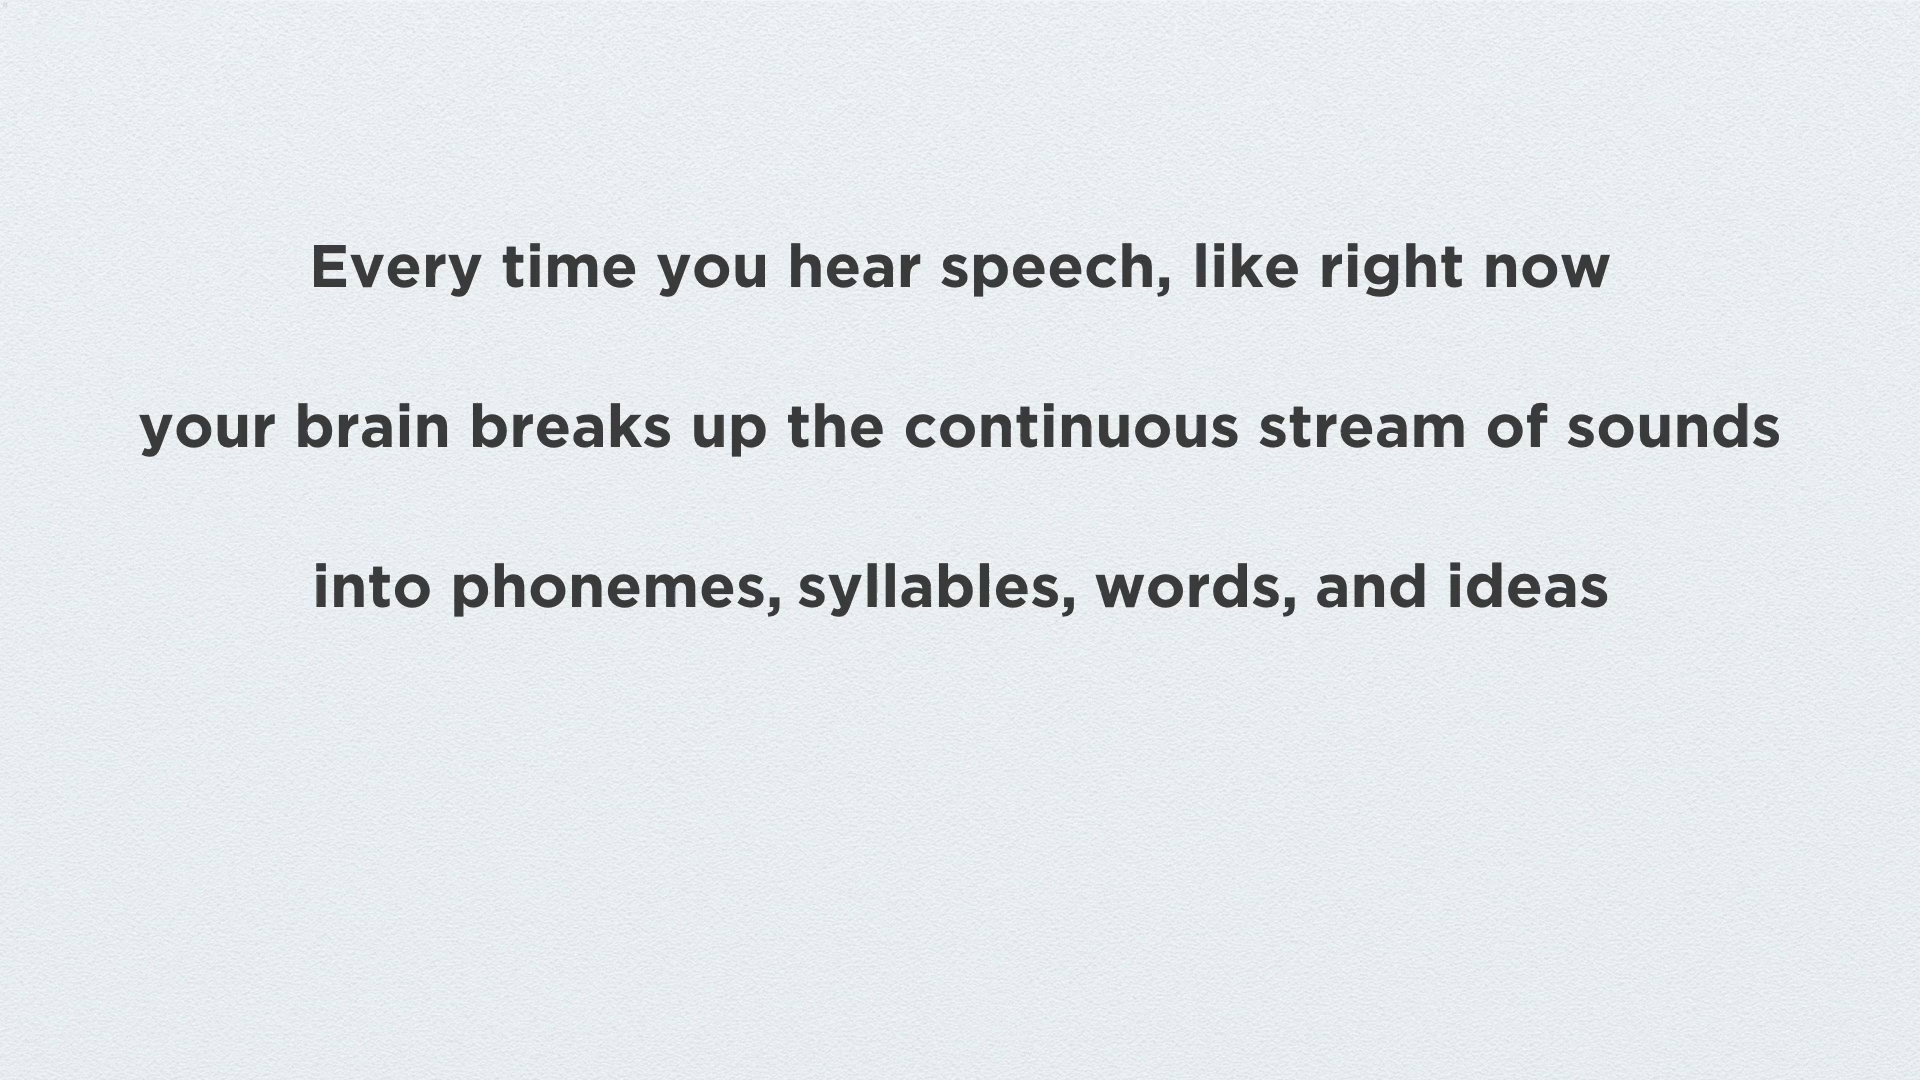 Every time you hear speech, like right now
your brain breaks up the continuous stream of sounds
into phonemes, syllables, words, and ideas